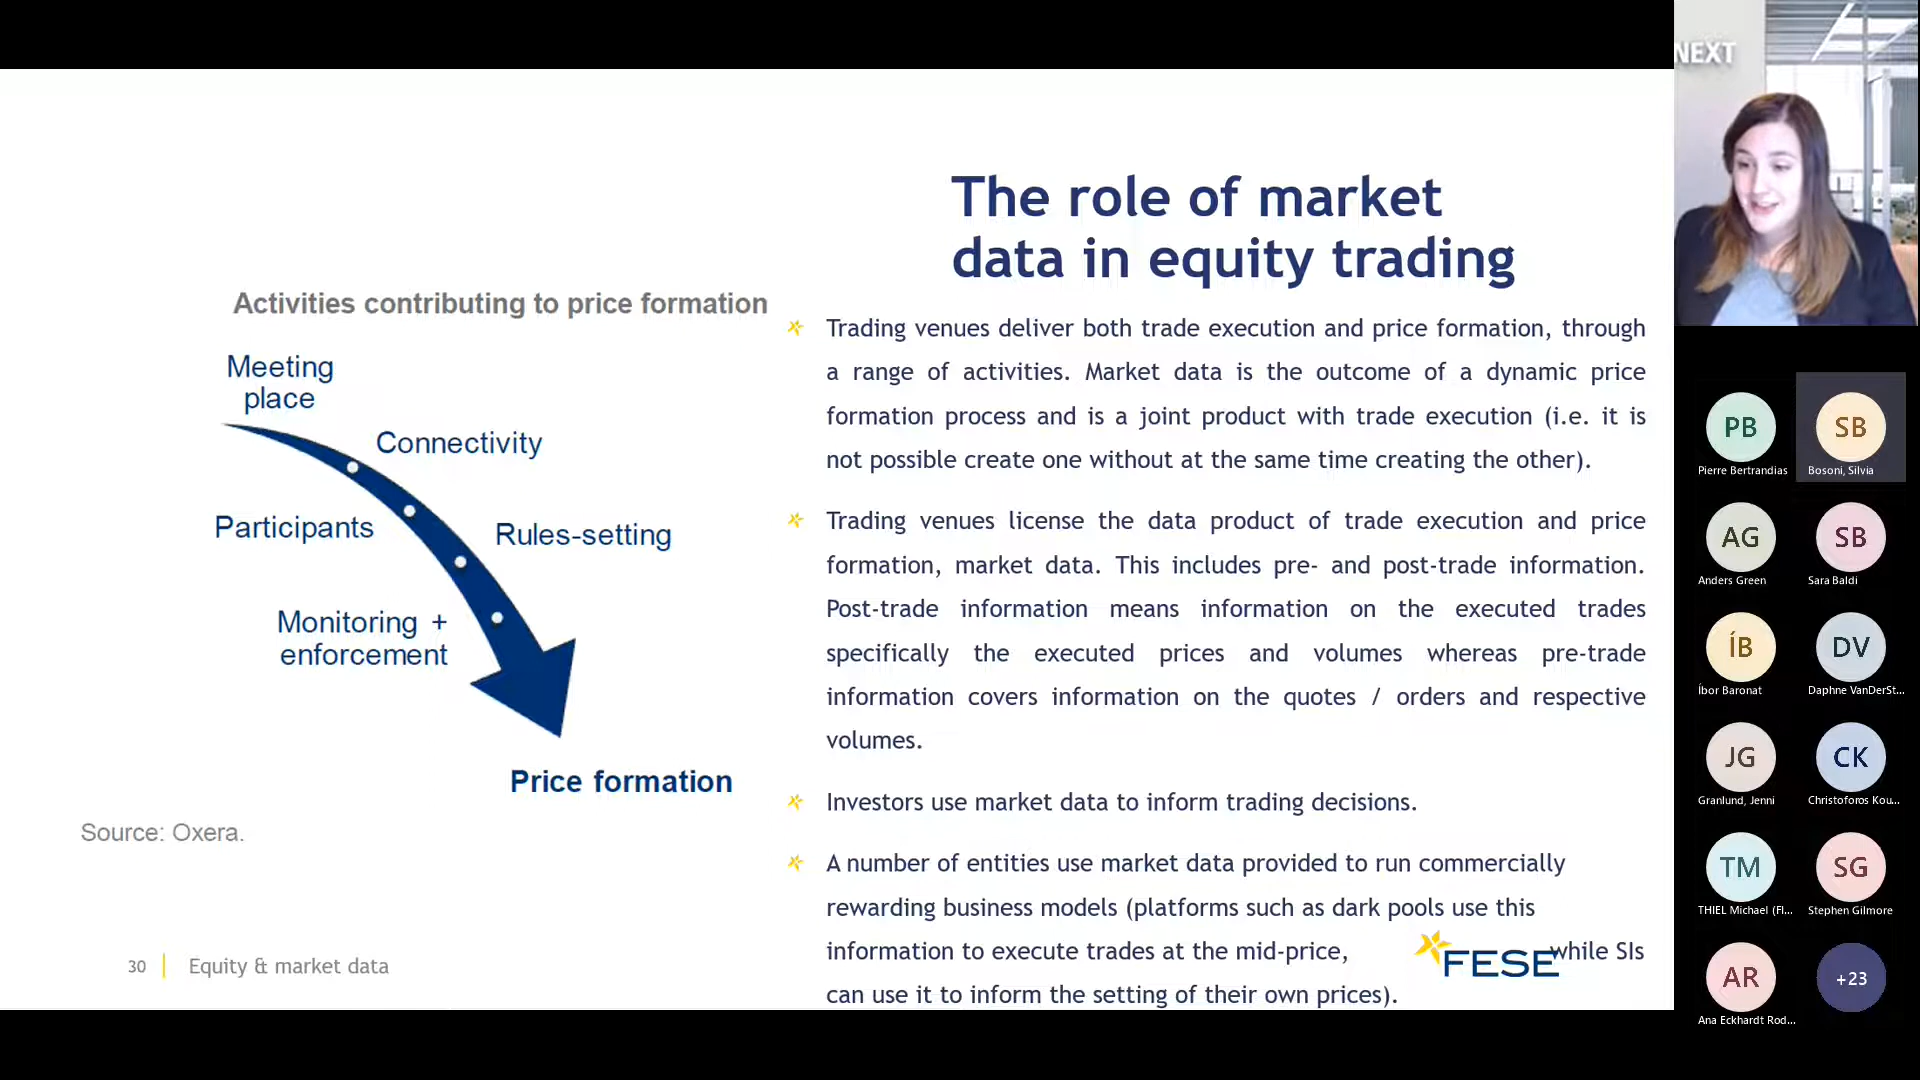 NEXT
The role of market
data in equity trading
Activities contributing to price formation
Meeting
place
Connectivity
Participants
Rules-setting
Monitoring +
enforcement
Price formation
Source: Oxera.
Trading venues deliver both trade execution and price formation, through
a range of activities. Market data is the outcome of a dynamic price
formation process and is a joint product with trade execution (i.e. it is
not possible create one without at the same time creating the other).
Trading venues license the data product of trade execution and price
formation, market data. This includes pre- and post-trade information.
Post-trade information means information on the executed trades
specifically the executed prices and volumes whereas pre-trade
information covers information on the quotes / orders and respective
volumes.
Investors use market data to inform trading decisions.
A number of entities use market data provided to run commercially
rewarding business models (platforms such as dark pools use this
information to execute trades at the mid-price, while SIs
can use it to inform the setting of their own prices).
FESE
30
Equity & market data
PB
Pierre Bertrandias
SB
Bosoni, Silvia
AG
Anders Green
SB
Sara Baldi
ÍB
Íbor Baronat
DV
Daphne VanDerSt...
JG
Granlund, Jenni
CK
Christoforos Kou...
TM
THIEL Michael (FI...
SG
Stephen Gilmore
AR
Ana Eckhardt Rod...
+23